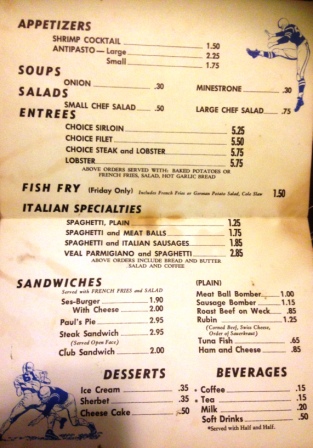 APPETIZERS
SHRIMP COCKTAIL 1.50
ANTIPASTO — Large 2.25
Small 1.75
SOUPS
ONION .30
MINESTRONE .30
SALADS
SMALL CHEF SALAD .50
LARGE CHEF SALAD .75
ENTREES
CHOICE SIRLOIN 5.25
CHOICE FILET 5.50
CHOICE STEAK and LOBSTER 5.75
LOBSTER 5.75
ABOVE ORDERS SERVED WITH: BAKED POTATOES OR
FRENCH FRIES, SALAD, HOT GARLIC BREAD
FISH FRY (Friday Only) Includes French Fries or German Potato Salad, Cole Slaw 1.50
ITALIAN SPECIALTIES
SPAGHETTI, PLAIN 1.25
SPAGHETTI and MEAT BALLS 1.75
SPAGHETTI and ITALIAN SAUSAGES 1.85
VEAL PARMIGIANO and SPAGHETTI 2.85
ABOVE ORDERS INCLUDE BREAD AND BUTTER
SALAD AND COFFEE
SANDWICHES
Served with FRENCH FRIES and SALAD
Ses-Burger 1.90
With Cheese 2.00
Paul's Pie 2.95
Steak Sandwich 2.95
(Served Open Face)
Club Sandwich 2.00
(PLAIN)
Meat Ball Bomber 1.00
Sausage Bomber 1.15
Roast Beef on Weck .85
Rubin 1.25
(Corned Beef, Swiss Cheese,
Order of Sauerkraut)
Tuna Fish .65
Ham and Cheese .85
DESSERTS
Ice Cream .35
Sherbet .35
Cheese Cake .50
BEVERAGES
* Coffee .15
* Tea .15
Milk .20
Soft Drinks .50
*Served with Half and Half.